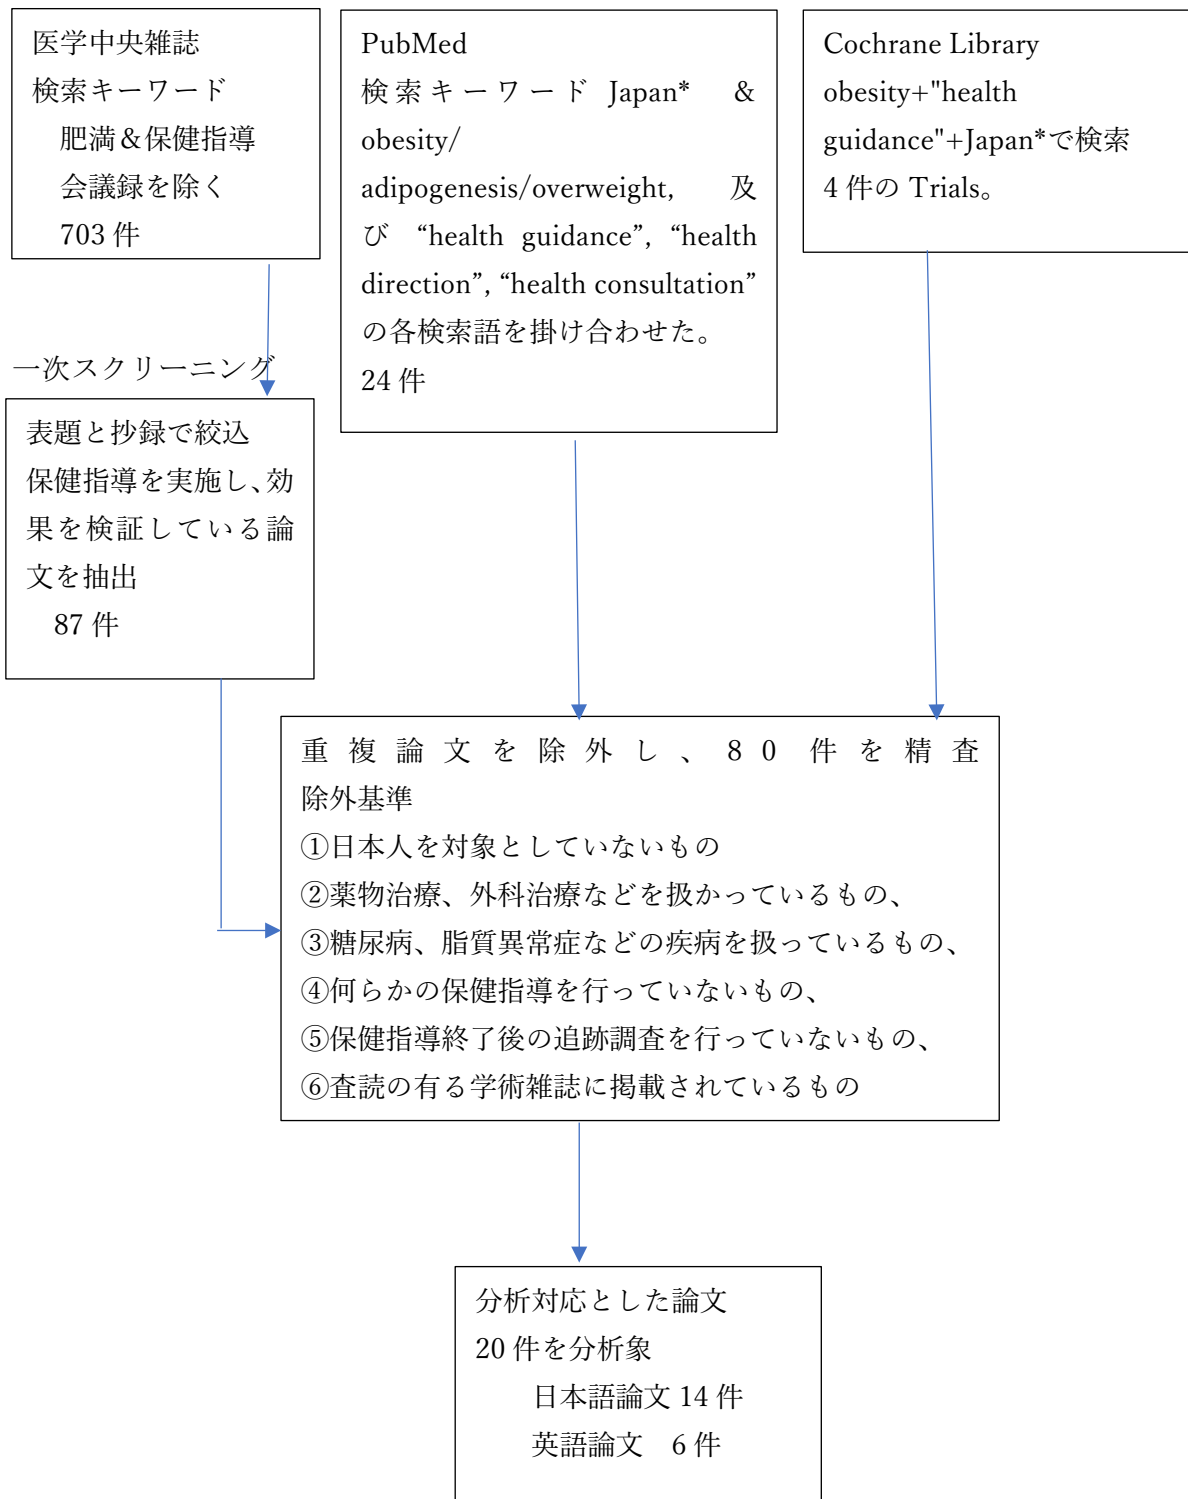 医学中央雑誌
検索キーワード
肥満＆保健指導
会議録を除く
703 件
PubMed
検索キーワード Japan* &
obesity/
adipogenesis/overweight, 及
び “health guidance”, “health
direction”, “health consultation”
の各検索語を掛け合わせた。
24 件
Cochrane Library
obesity+"health
guidance"+Japan*で検索
4 件の Trials。
一次スクリーニング
表題と抄録で絞込
保健指導を実施し、効
果を検証している論
文を抽出
87 件
重複論文を除外し、80 件を精査
除外基準
①日本人を対象としていないもの
②薬物治療、外科治療などを扱かっているもの、
③糖尿病、脂質異常症などの疾病を扱っているもの、
④何らかの保健指導を行っていないもの、
⑤保健指導終了後の追跡調査を行っていないもの、
⑥査読の有る学術雑誌に掲載されているもの
分析対応とした論文
20 件を分析象
日本語論文 14 件
英語論文　6 件